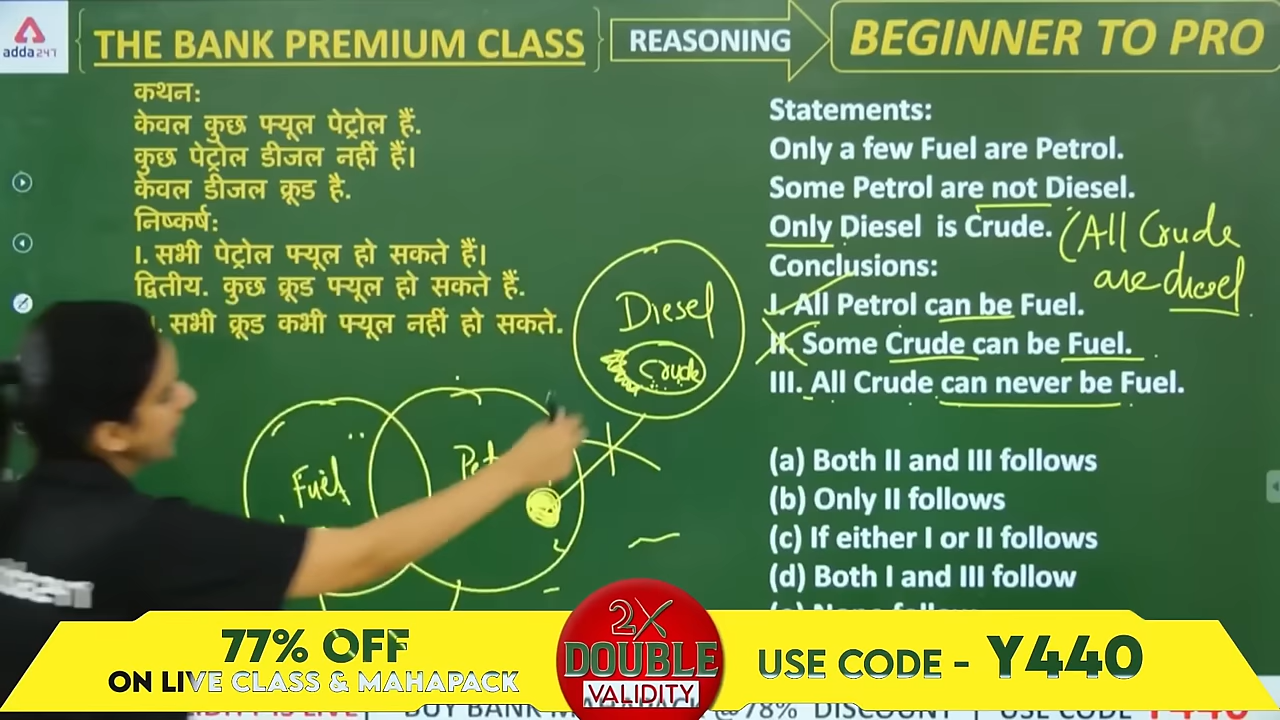 adda247
THE BANK PREMIUM CLASS
REASONING
BEGINNER TO PRO
कथन:
केवल कुछ फ्यूल पेट्रोल हैं.
कुछ पेट्रोल डीजल नहीं हैं।
केवल डीजल क्रूड है.
निष्कर्ष:
I. सभी पेट्रोल फ्यूल हो सकते हैं।
द्वितीय. कुछ क्रूड फ्यूल हो सकते हैं.
. सभी क्रूड कभी फ्यूल नहीं हो सकते.
Statements:
Only a few Fuel are Petrol.
Some Petrol are not Diesel.
Only Diesel is Crude. (All Crude
are diesel
Conclusions:
I. All Petrol can be Fuel.
II. Some Crude can be Fuel.
III. All Crude can never be Fuel.
(a) Both II and III follows
(b) Only II follows
(c) If either I or II follows
(d) Both I and III follow
Diesel
Crude
Fuel
Pet
77% OFF
ON LIVE CLASS & MAHAPACK
2X
DOUBLE
VALIDITY
USE CODE - Y440